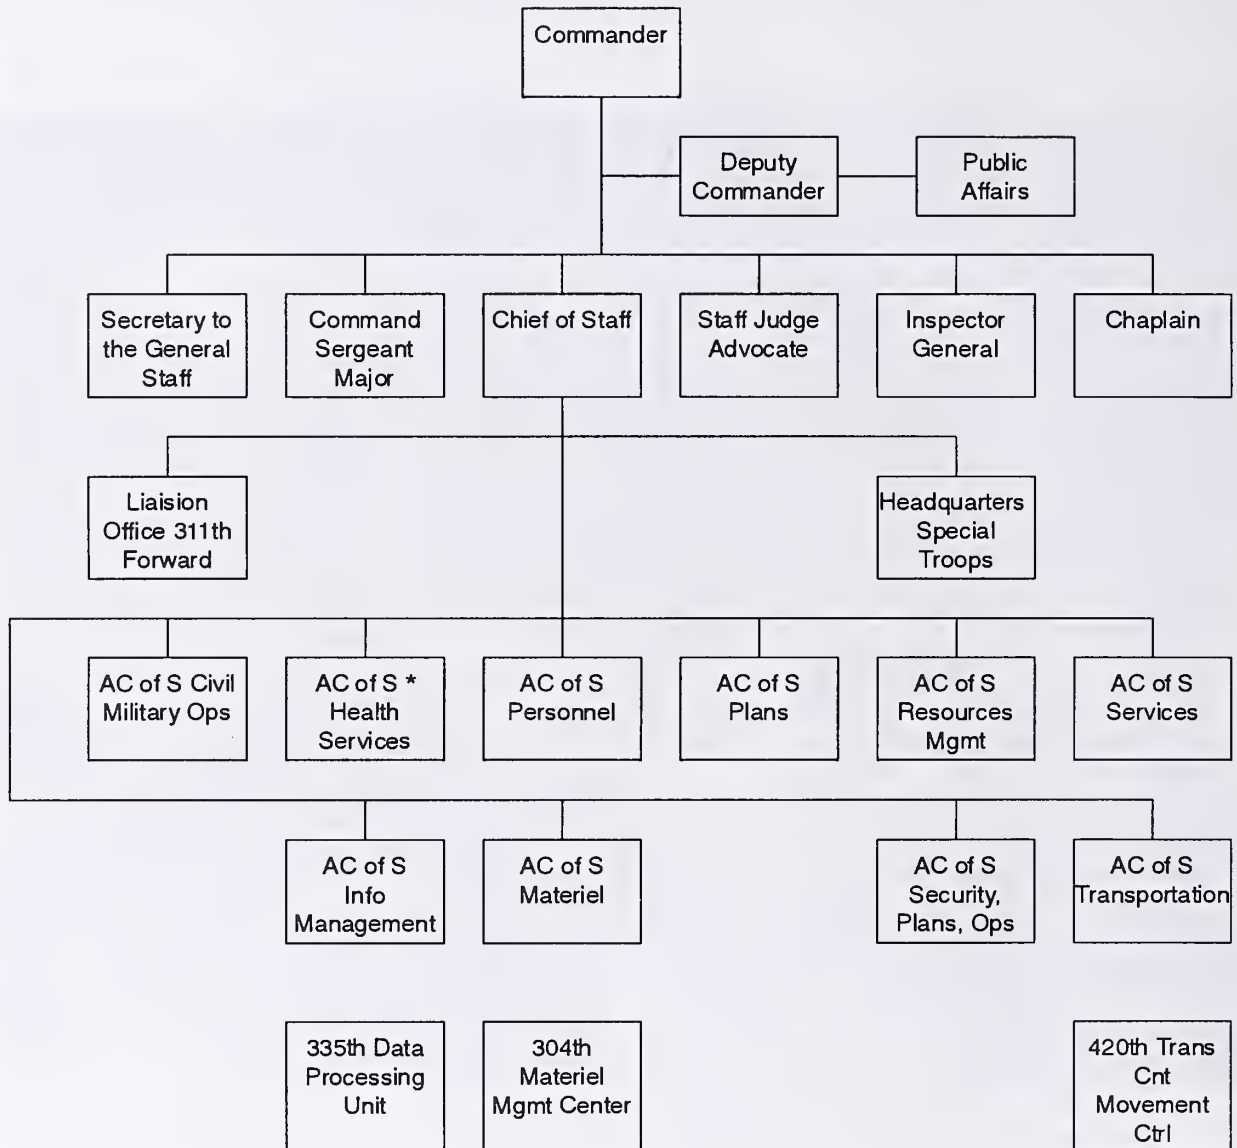 Commander
Deputy
Commander
Public
Affairs
Secretary to
the General
Staff
Command
Sergeant
Major
Chief of Staff
Staff Judge
Advocate
Inspector
General
Chaplain
Liaision
Office 311th
Forward
Headquarters
Special
Troops
AC of S Civil
Military Ops
AC of S *
Health
Services
AC of S
Personnel
AC of S
Plans
AC of S
Resources
Mgmt
AC of S
Services
AC of S
Info
Management
AC of S
Materiel
AC of S
Security,
Plans, Ops
AC of S
Transportation
335th Data
Processing
Unit
304th
Materiel
Mgmt Center
420th Trans
Cnt
Movement
Ctrl